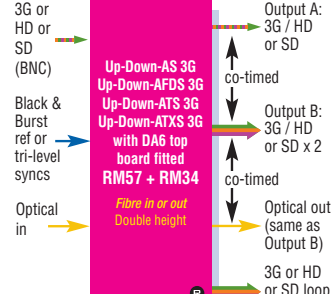 3G or
HD or
SD
(BNC)
Black &
Burst
ref or
tri-level
syncs
Optical
in
Up-Down-AS 3G
Up-Down-AFDS 3G
Up-Down-ATS 3G
Up-Down-ATXS 3G
with DA6 top
board fitted
RM57 + RM34
Fibre in or out
Double height
B
Output A:
3G / HD
or SD
co-timed
Output B:
3G / HD
or SD x 2
co-timed
Optical out
(same as
Output B)
3G or HD
or SD loop